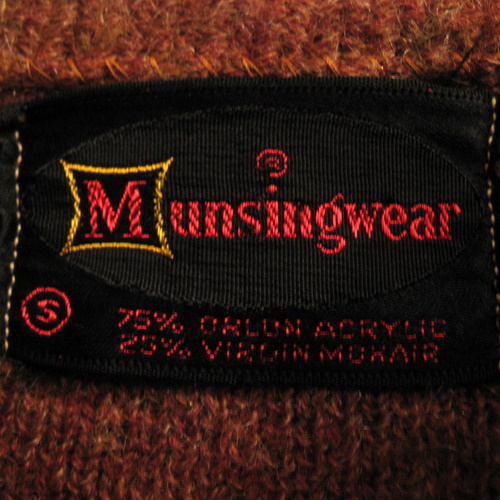 ®
Munsingwear
S
75% ORLON ACRYLIC
25% VIRGIN MOHAIR